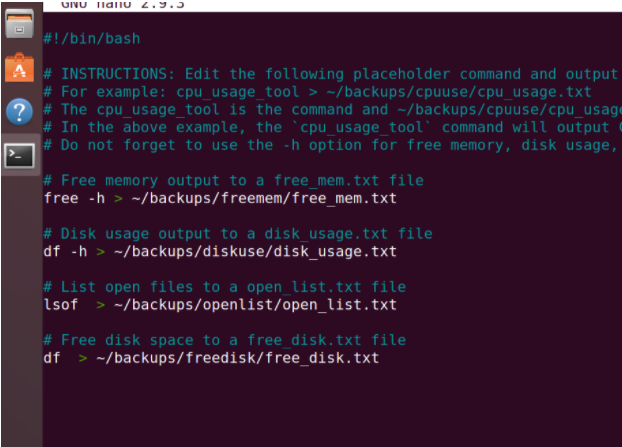 GNU nano 2.9.3
#!/bin/bash
# INSTRUCTIONS: Edit the following placeholder command and output
# For example: cpu_usage_tool > ~/backups/cpuuse/cpu_usage.txt
# The cpu_usage_tool is the command and ~/backups/cpuuse/cpu_usag
# In the above example, the `cpu_usage_tool` command will output
# Do not forget to use the -h option for free memory, disk usage,
# Free memory output to a free_mem.txt file
free -h > ~/backups/freemem/free_mem.txt
# Disk usage output to a disk_usage.txt file
df -h > ~/backups/diskuse/disk_usage.txt
# List open files to a open_list.txt file
lsof  > ~/backups/openlist/open_list.txt
# Free disk space to a free_disk.txt file
df  > ~/backups/freedisk/free_disk.txt